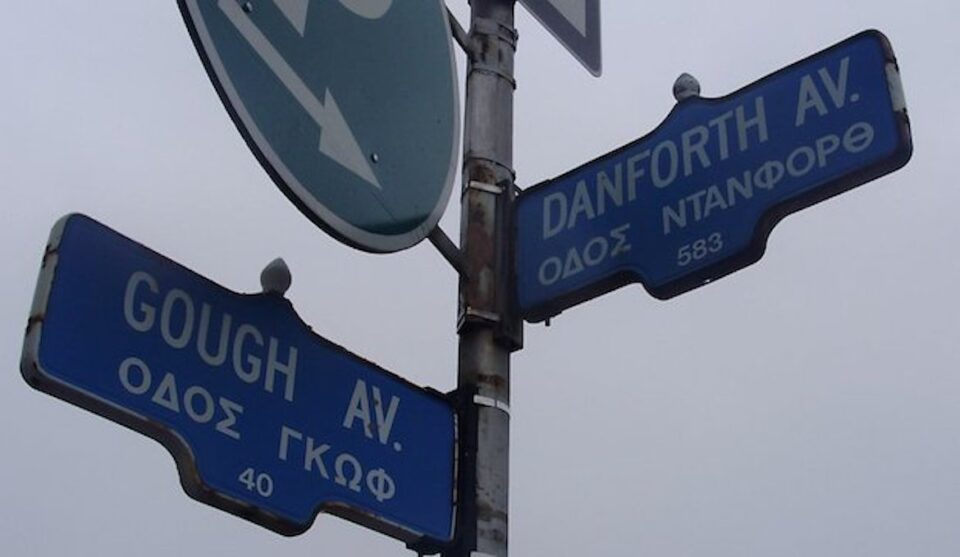 GOUGH AV.
ΟΔΟΣ ΓΚΩΦ
40
DANFORTH AV.
ΟΔΟΣ ΝΤΑΝΦΟΡΘ
583